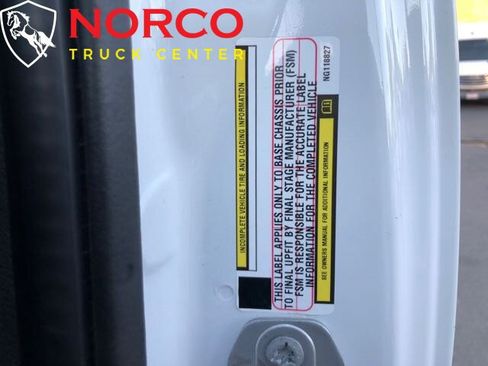 NORCO
TRUCK CENTER
INCOMPLETE VEHICLE TIRE AND LOADING INFORMATION
THIS LABEL APPLIES ONLY TO BASE CHASSIS PRIOR
TO FINAL UPFIT BY FINAL STAGE MANUFACTURER (FSM)
FSM IS RESPONSIBLE FOR THE ACCURATE LABEL
INFORMATION FOR THE COMPLETED VEHICLE
SEE OWNERS MANUAL FOR ADDITIONAL INFORMATION
NG118827